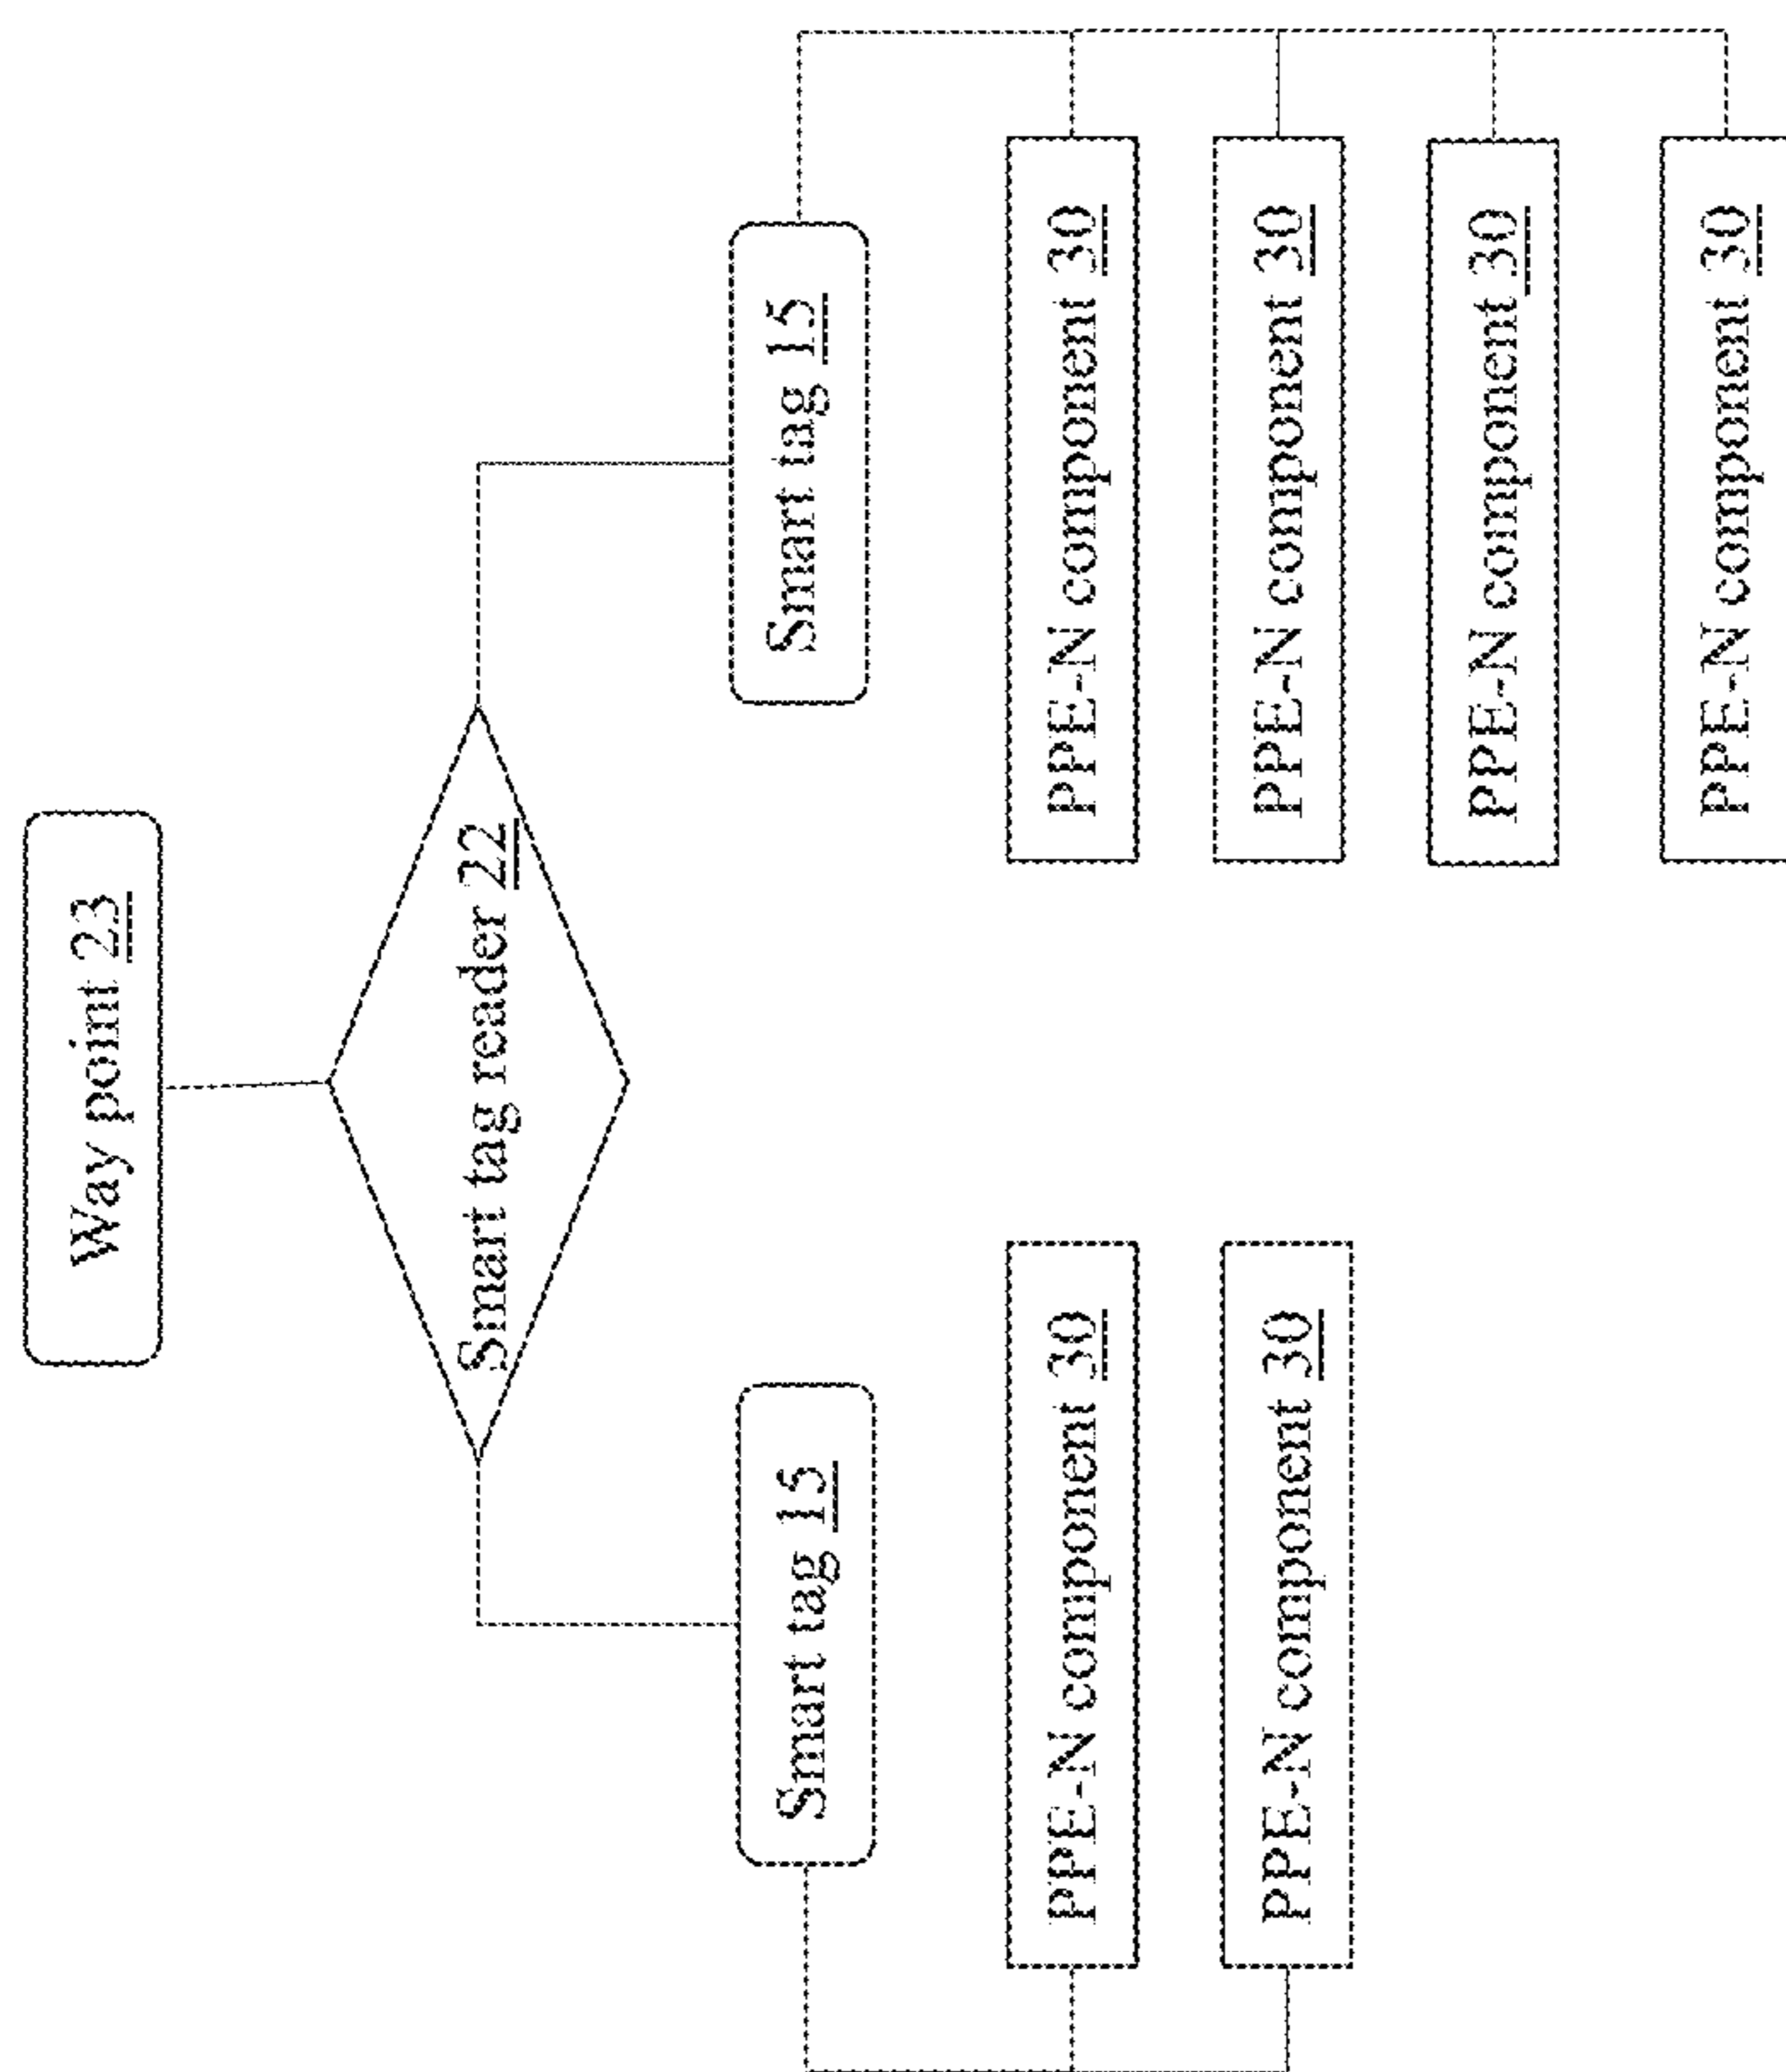 Way point 23
Smart tag reader 22
Smart tag 15
Smart tag 15
PPE-N component 30
PPE-N component 30
PPE-N component 30
PPE-N component 30
PPE-N component 30
PPE-N component 30